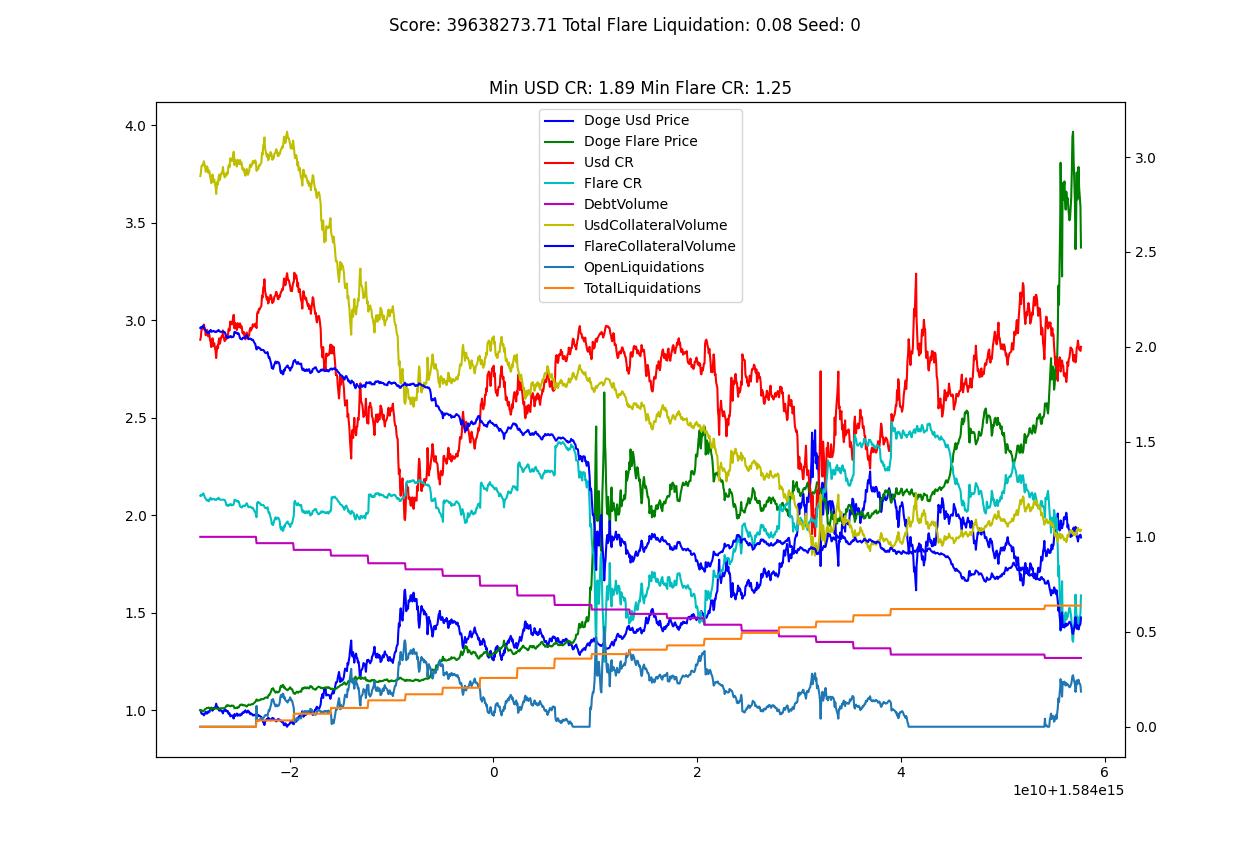 Score: 39638273.71 Total Flare Liquidation: 0.08 Seed: 0
Min USD CR: 1.89 Min Flare CR: 1.25
Doge Usd Price
Doge Flare Price
Usd CR
Flare CR
DebtVolume
UsdCollateralVolume
FlareCollateralVolume
OpenLiquidations
TotalLiquidations
4.0
3.5
3.0
2.5
2.0
1.5
1.0
3.0
2.5
2.0
1.5
1.0
0.5
0.0
−2
0
2
4
6
1e10+1.584e15